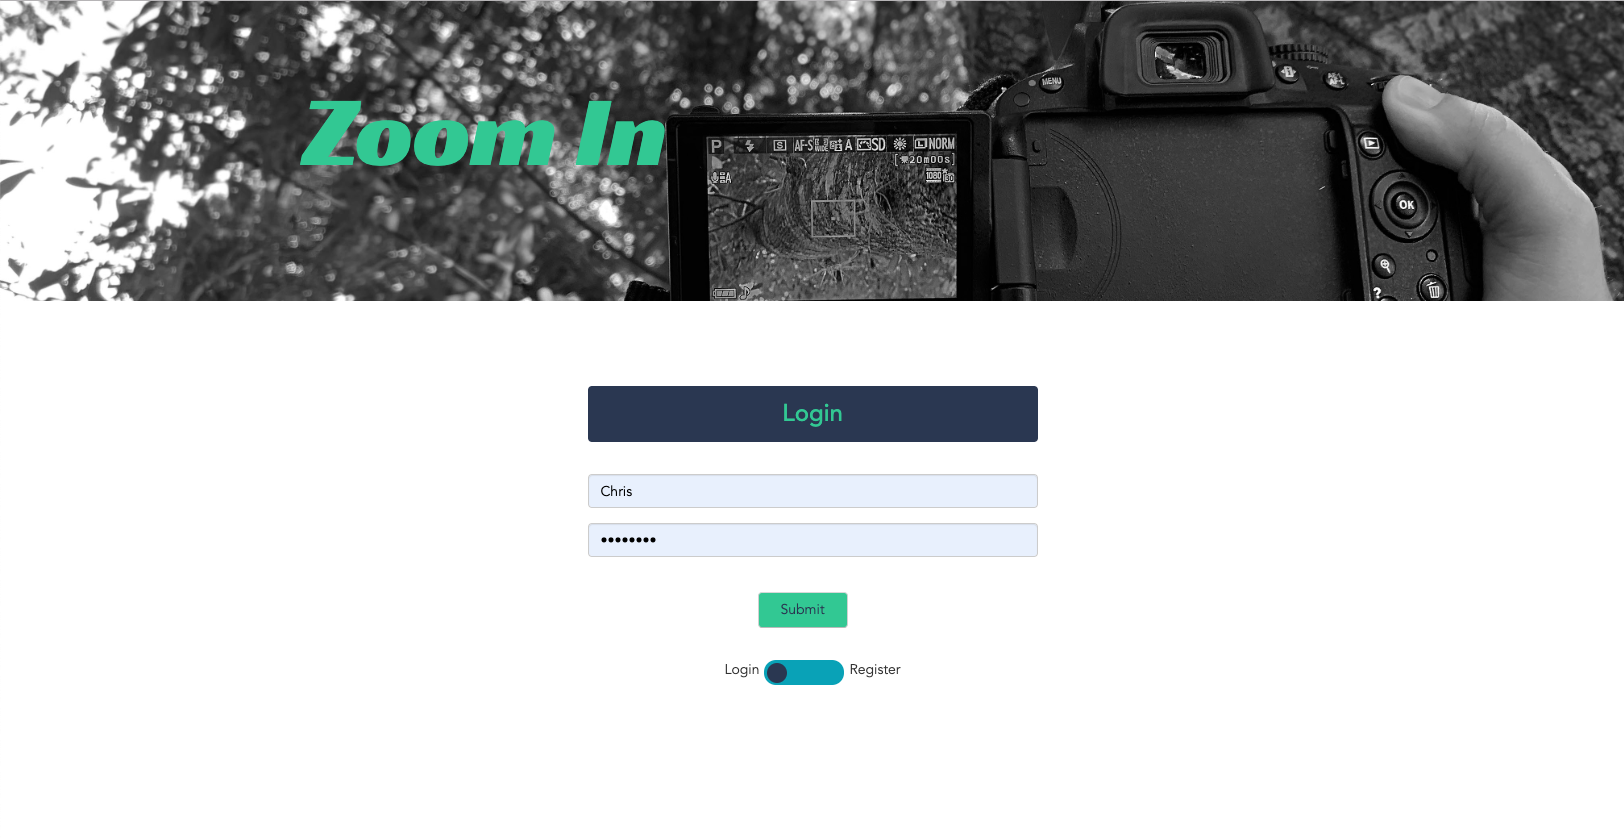 Zoom In
MENU
P S AF-S A SD L NORM
[20m00s]
A 1080
OK
?
Login
Chris
••••••••
Submit
Login Register